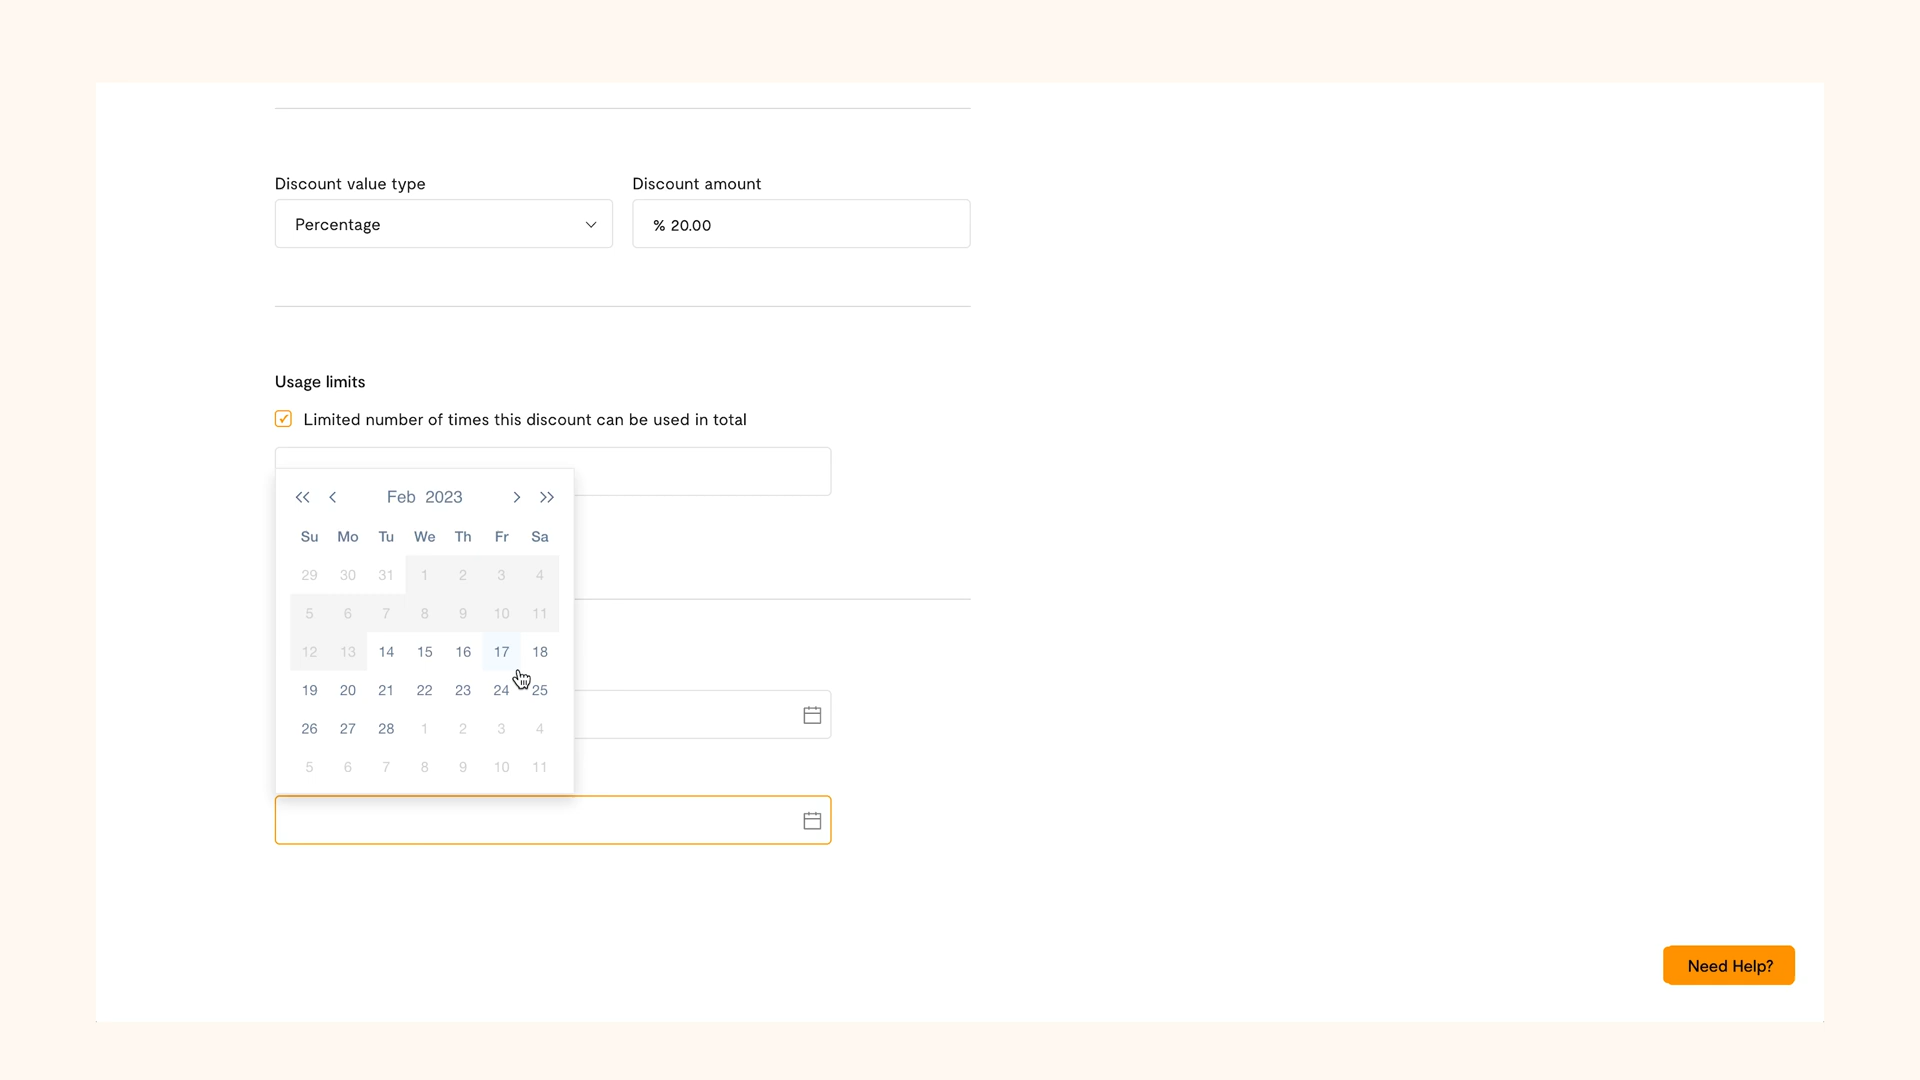 Discount value type Discount amount
Percentage % 20.00
Usage limits
Limited number of times this discount can be used in total
Feb 2023
Su Mo Tu We Th Fr Sa
29 30 31 1 2 3 4
5 6 7 8 9 10 11
12 13 14 15 16 17 18
19 20 21 22 23 24 25
26 27 28 1 2 3 4
5 6 7 8 9 10 11
Need Help?